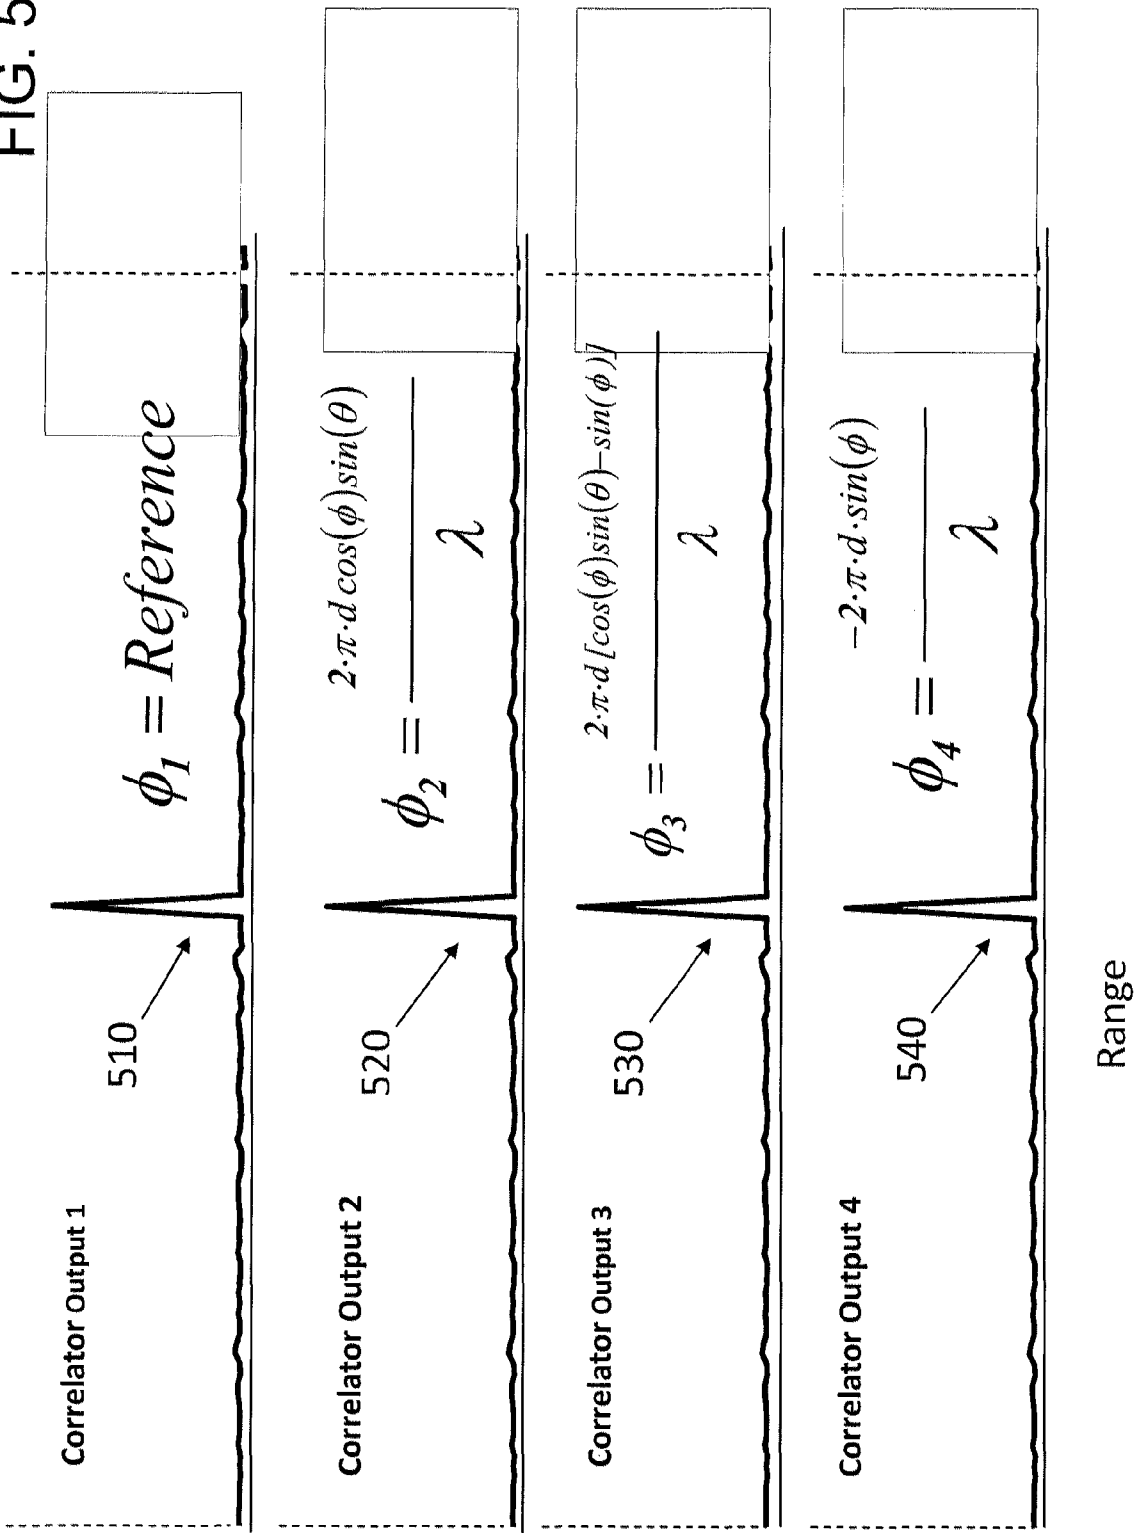 FIG. 5
Correlator Output 1
510
ϕ₁ = Reference
Correlator Output 2
520
ϕ₂ = 2·π·d cos(ϕ)sin(θ)
λ
Correlator Output 3
530
ϕ₃ = 2·π·d [cos(ϕ)sin(θ)−sin(ϕ)]
λ
Correlator Output 4
540
ϕ₄ = −2·π·d·sin(ϕ)
λ
Range